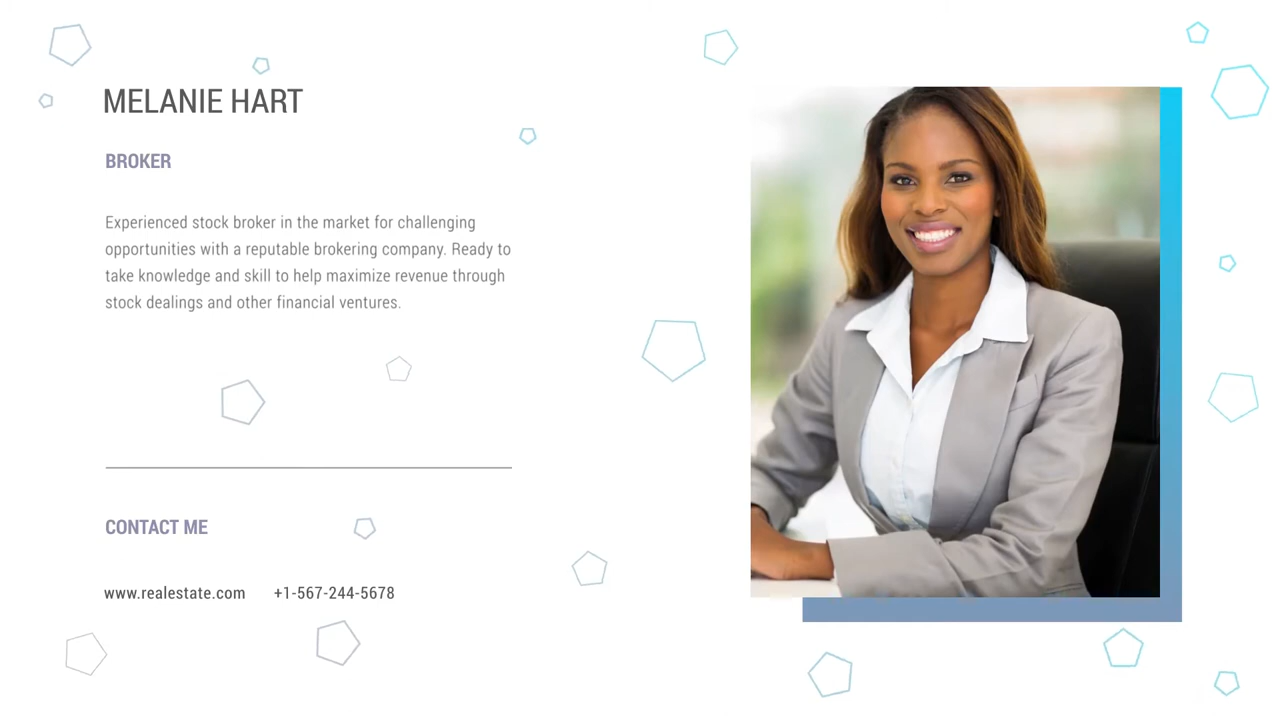 MELANIE HART
BROKER
Experienced stock broker in the market for challenging
opportunities with a reputable brokering company. Ready to
take knowledge and skill to help maximize revenue through
stock dealings and other financial ventures.
CONTACT ME
www.realestate.com +1-567-244-5678